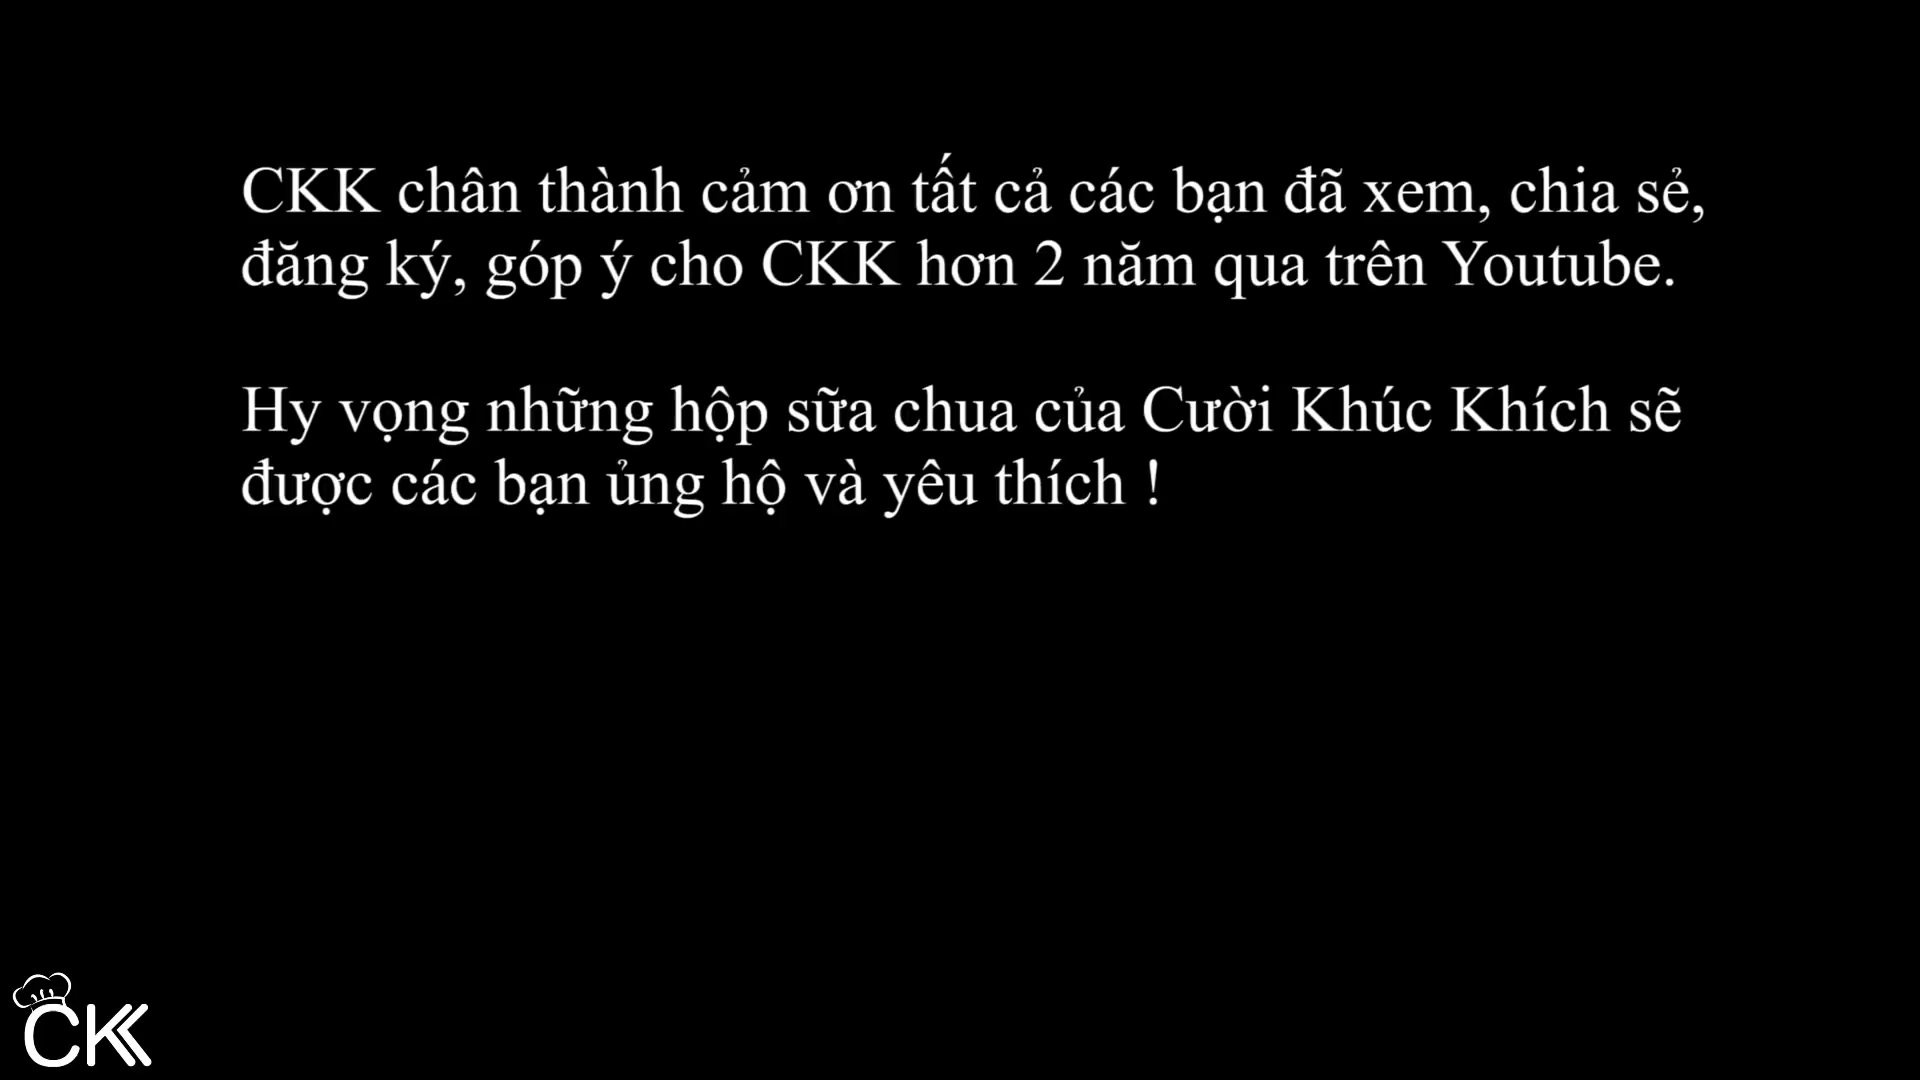 CKK chân thành cảm ơn tất cả các bạn đã xem, chia sẻ,
đăng ký, góp ý cho CKK hơn 2 năm qua trên Youtube.
Hy vọng những hộp sữa chua của Cười Khúc Khích sẽ
được các bạn ủng hộ và yêu thích !
CKK